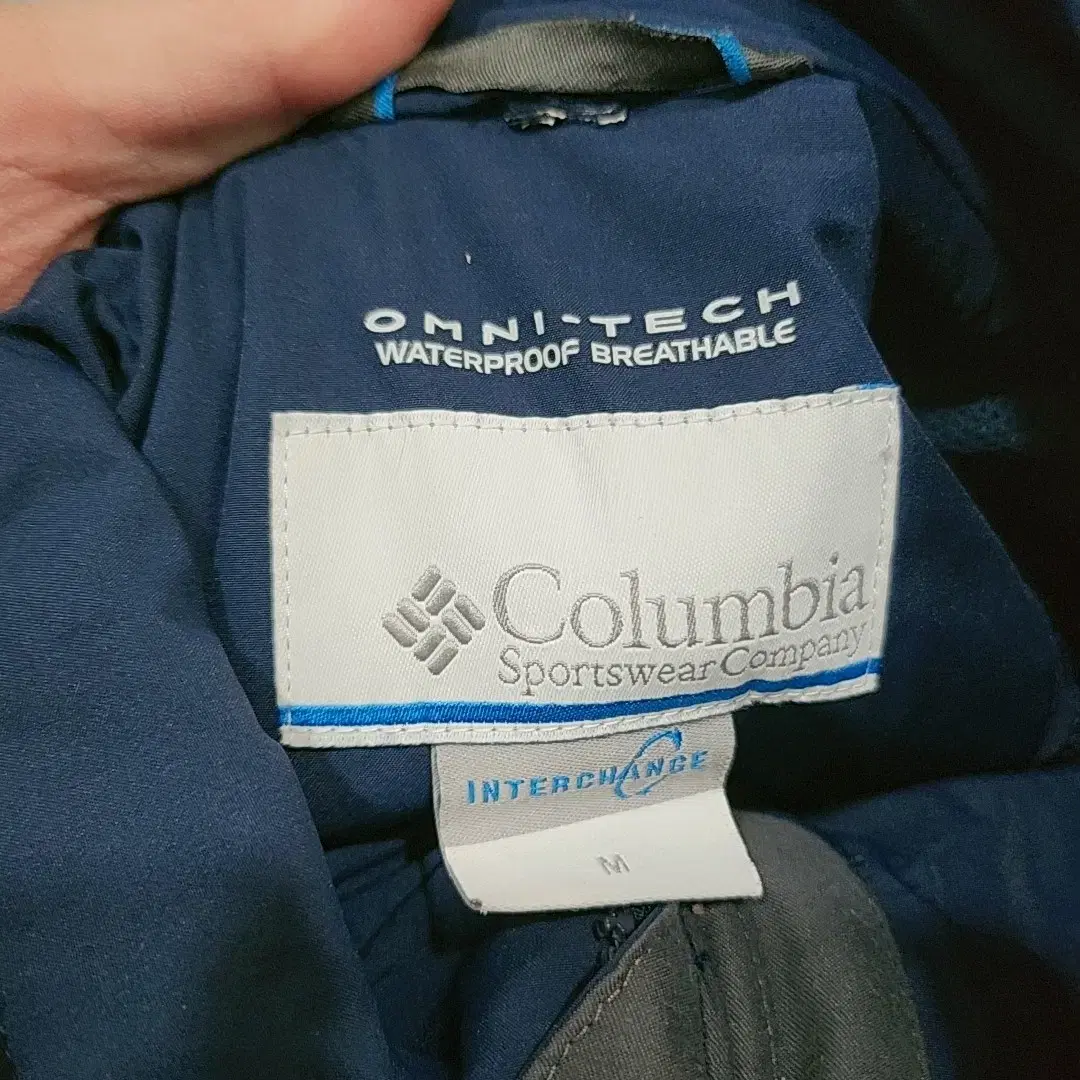 OMNI-TECH
WATERPROOF BREATHABLE
Columbia
Sportswear Company
INTERCHANGE
M